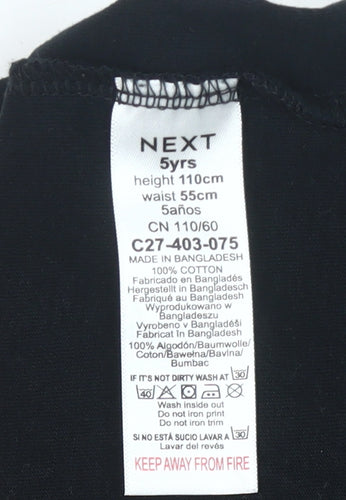 NEXT
5yrs
height 110cm
waist 55cm
5años
CN 110/60
C27-403-075
MADE IN BANGLADESH
100% COTTON
Fabricado en Bangladés
Hergestellt in Bangladesch
Fabriqué au Bangladesh
Wyprodukowano w
Bangladeszu
Vyrobeno v Bangladéši
Fabricat în Bangladesh
100% Algodón/Baumwolle/
Coton/Bawełna/Bavlna/
Bumbac
IF IT'S NOT DIRTY WASH AT 30
40
Wash inside out
Do not iron print
Do not iron trim
SI NO ESTÁ SUCIO LAVAR A 30
Lavar del revés
KEEP AWAY FROM FIRE